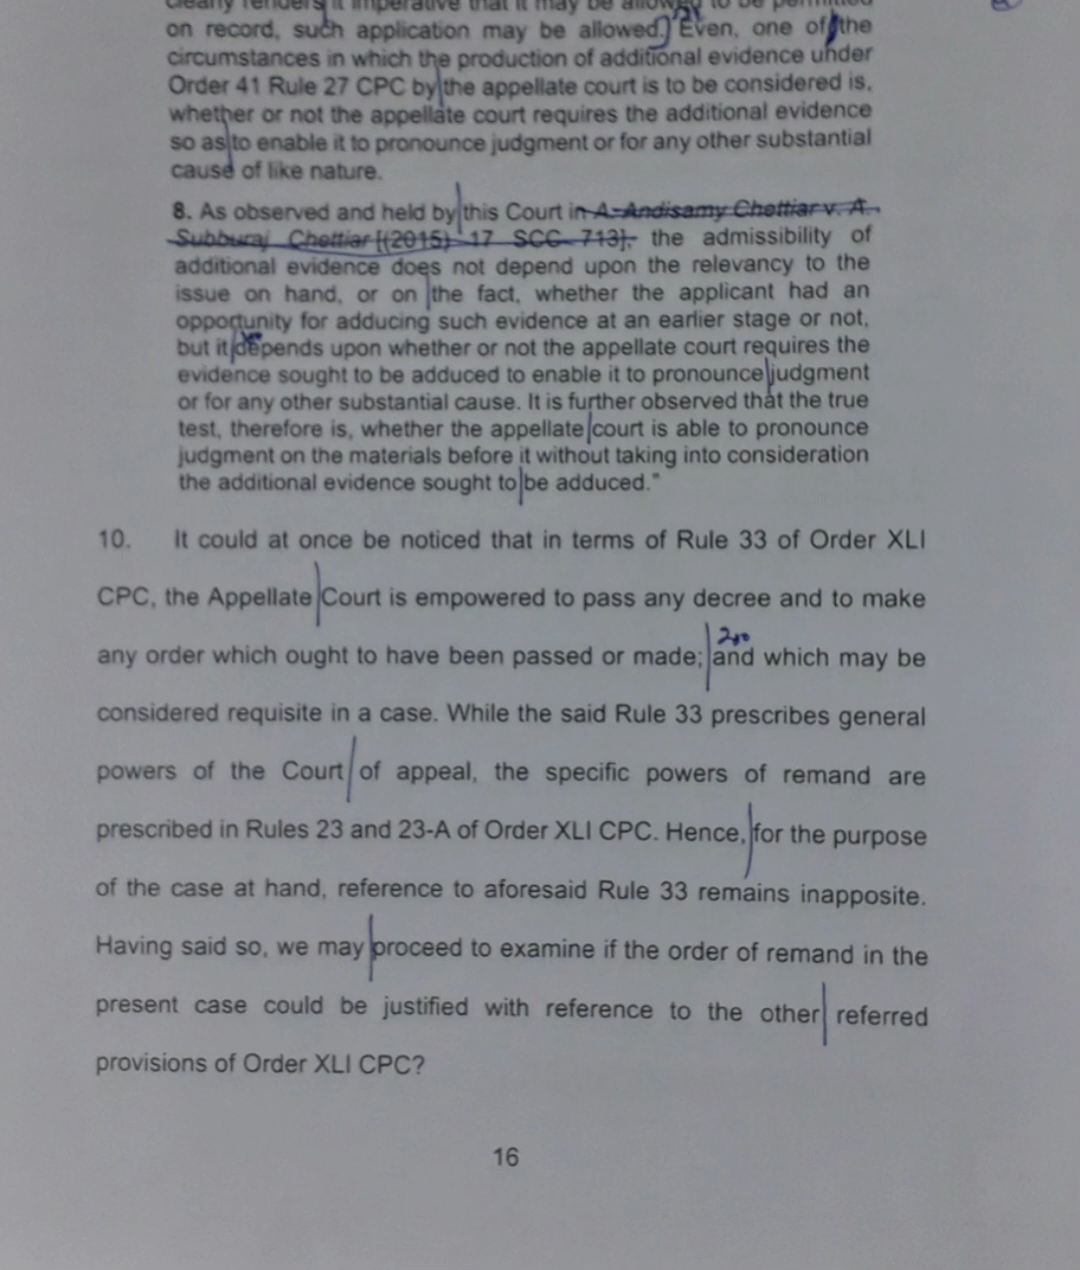 clearly renders it imperative that it may be allowed to be permitted
on record, such application may be allowed. Even, one of the
circumstances in which the production of additional evidence under
Order 41 Rule 27 CPC by the appellate court is to be considered is,
whether or not the appellate court requires the additional evidence
so as to enable it to pronounce judgment or for any other substantial
cause of like nature.
8. As observed and held by this Court in A. Andisamy Chettiar v. A.
Subburaj Chettiar [(2015) 17 SCC 713], the admissibility of
additional evidence does not depend upon the relevancy to the
issue on hand, or on the fact, whether the applicant had an
opportunity for adducing such evidence at an earlier stage or not,
but it depends upon whether or not the appellate court requires the
evidence sought to be adduced to enable it to pronounce judgment
or for any other substantial cause. It is further observed that the true
test, therefore is, whether the appellate court is able to pronounce
judgment on the materials before it without taking into consideration
the additional evidence sought to be adduced."
10. It could at once be noticed that in terms of Rule 33 of Order XLI
CPC, the Appellate Court is empowered to pass any decree and to make
200
any order which ought to have been passed or made; and which may be
considered requisite in a case. While the said Rule 33 prescribes general
powers of the Court of appeal, the specific powers of remand are
prescribed in Rules 23 and 23-A of Order XLI CPC. Hence, for the purpose
of the case at hand, reference to aforesaid Rule 33 remains inapposite.
Having said so, we may proceed to examine if the order of remand in the
present case could be justified with reference to the other referred
provisions of Order XLI CPC?
16